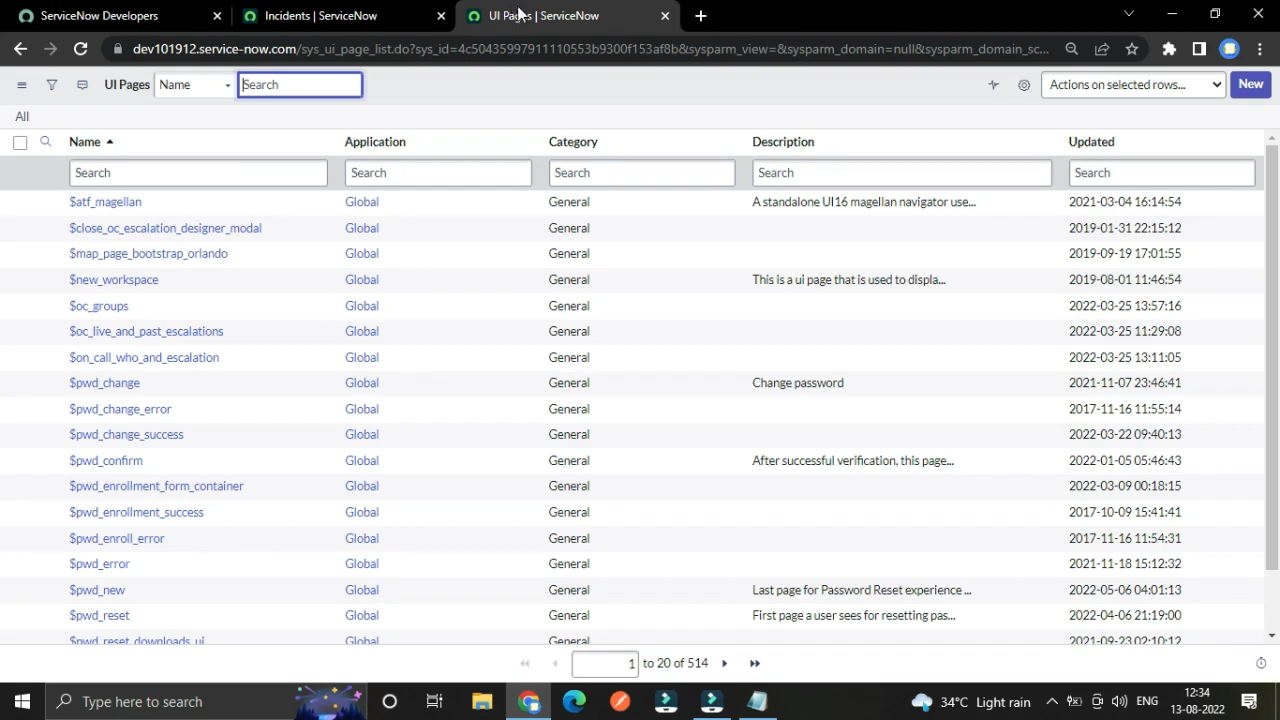 ServiceNow Developers
Incidents | ServiceNow
UI Pages | ServiceNow
dev101912.service-now.com/sys_ui_page_list.do?sys_id=4c50435997911110553b9300f153af8b&sysparm_view=&sysparm_domain=null&sysparm_domain_sc...
UI Pages Name Search Actions on selected rows... New
All
Name Application Category Description Updated
Search Search Search Search Search
$atf_magellan Global General A standalone UI16 magellan navigator use... 2021-03-04 16:14:54
$close_oc_escalation_designer_modal Global General 2019-01-31 22:15:12
$map_page_bootstrap_orlando Global General 2019-09-19 17:01:55
$new_workspace Global General This is a ui page that is used to displa... 2019-08-01 11:46:54
$oc_groups Global General 2022-03-25 13:57:16
$oc_live_and_past_escalations Global General 2022-03-25 11:29:08
$on_call_who_and_escalation Global General 2022-03-25 13:11:05
$pwd_change Global General Change password 2021-11-07 23:46:41
$pwd_change_error Global General 2017-11-16 11:55:14
$pwd_change_success Global General 2022-03-22 09:40:13
$pwd_confirm Global General After successful verification, this page... 2022-01-05 05:46:43
$pwd_enrollment_form_container Global General 2022-03-09 00:18:15
$pwd_enrollment_success Global General 2017-10-09 15:41:41
$pwd_enroll_error Global General 2017-11-16 11:54:31
$pwd_error Global General 2021-11-18 15:12:32
$pwd_new Global General Last page for Password Reset experience ... 2022-05-06 04:01:13
$pwd_reset Global General First page a user sees for resetting pas... 2022-04-06 21:19:00
$pwd_reset_downloads_ui Global General 2021-09-23 02:10:12
1 to 20 of 514
Type here to search
34°C Light rain
ENG
12:34
13-08-2022